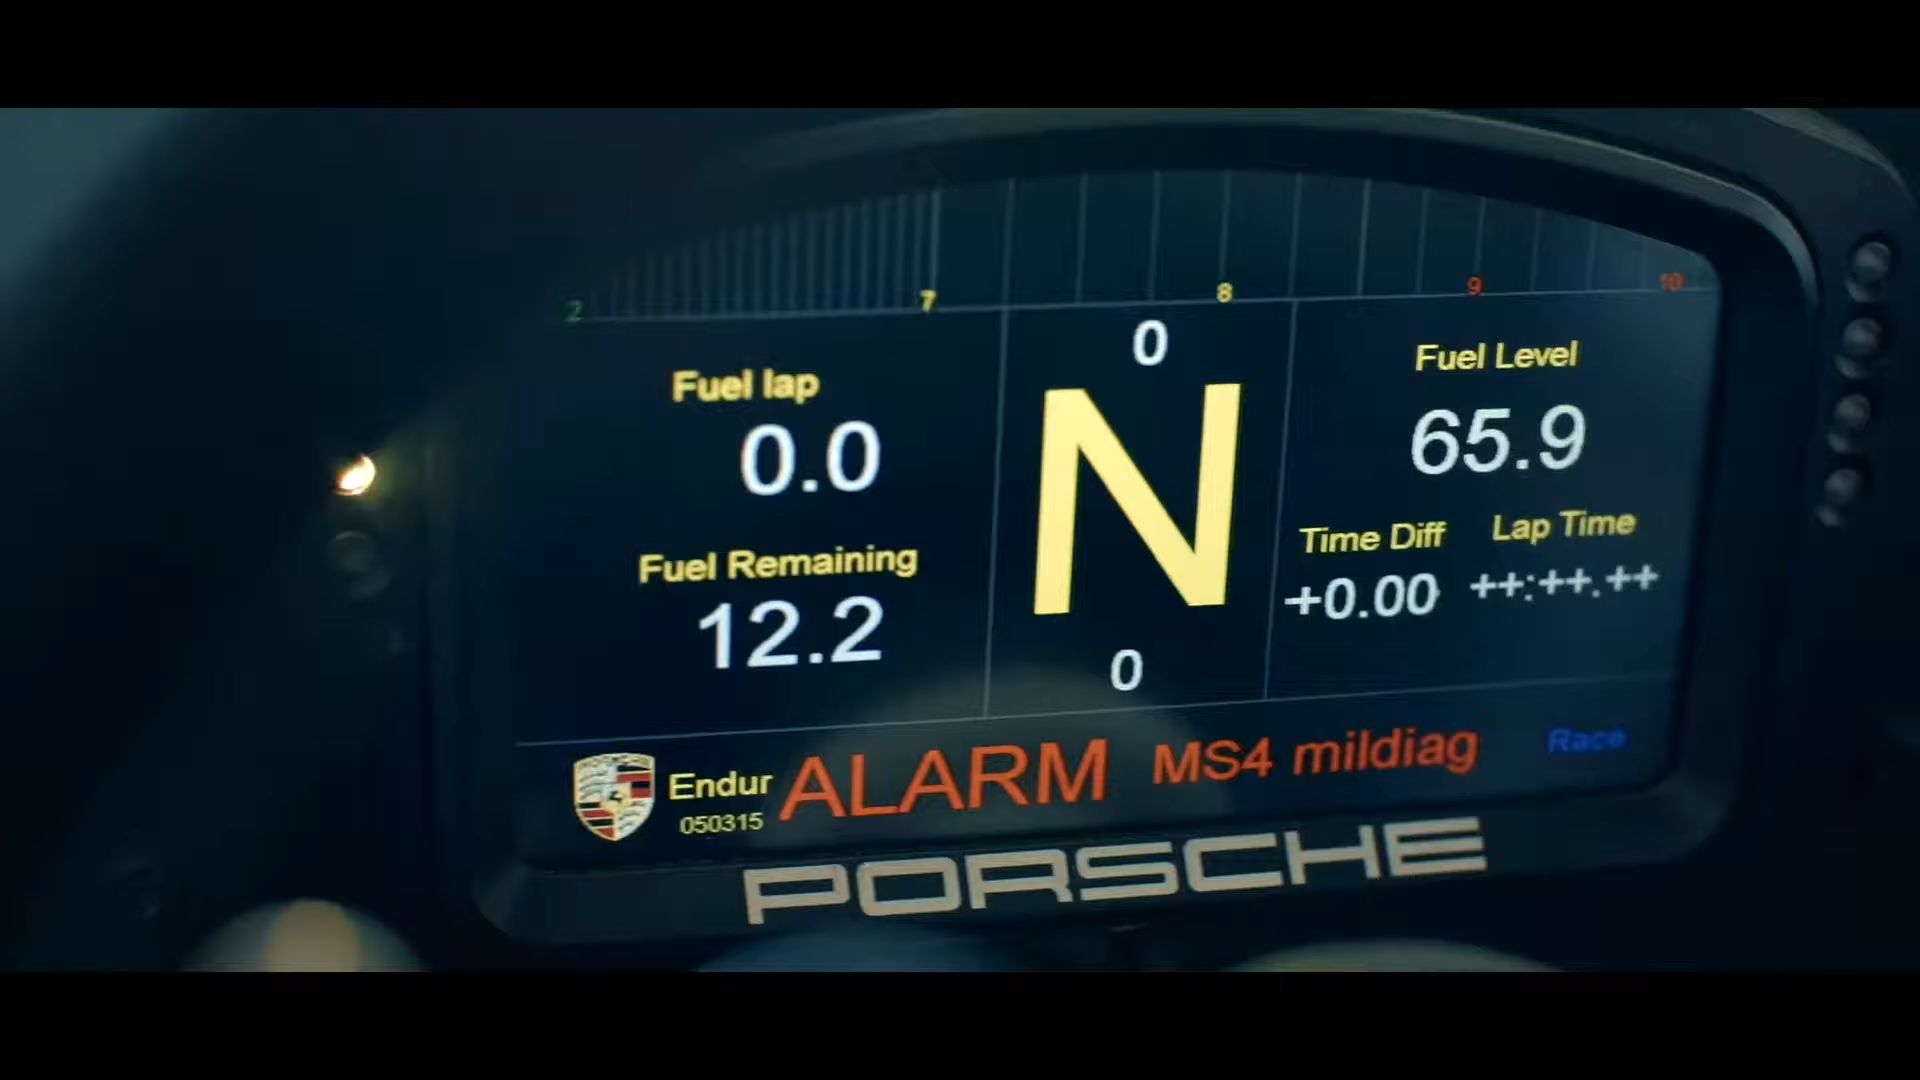 2 7 8 9 10
Fuel lap
0.0
Fuel Remaining
12.2
0
N
0
Fuel Level
65.9
Time Diff
+0.00
Lap Time
++:++.++
Endur
050315
ALARM
MS4 mildiag
Race
PORSCHE